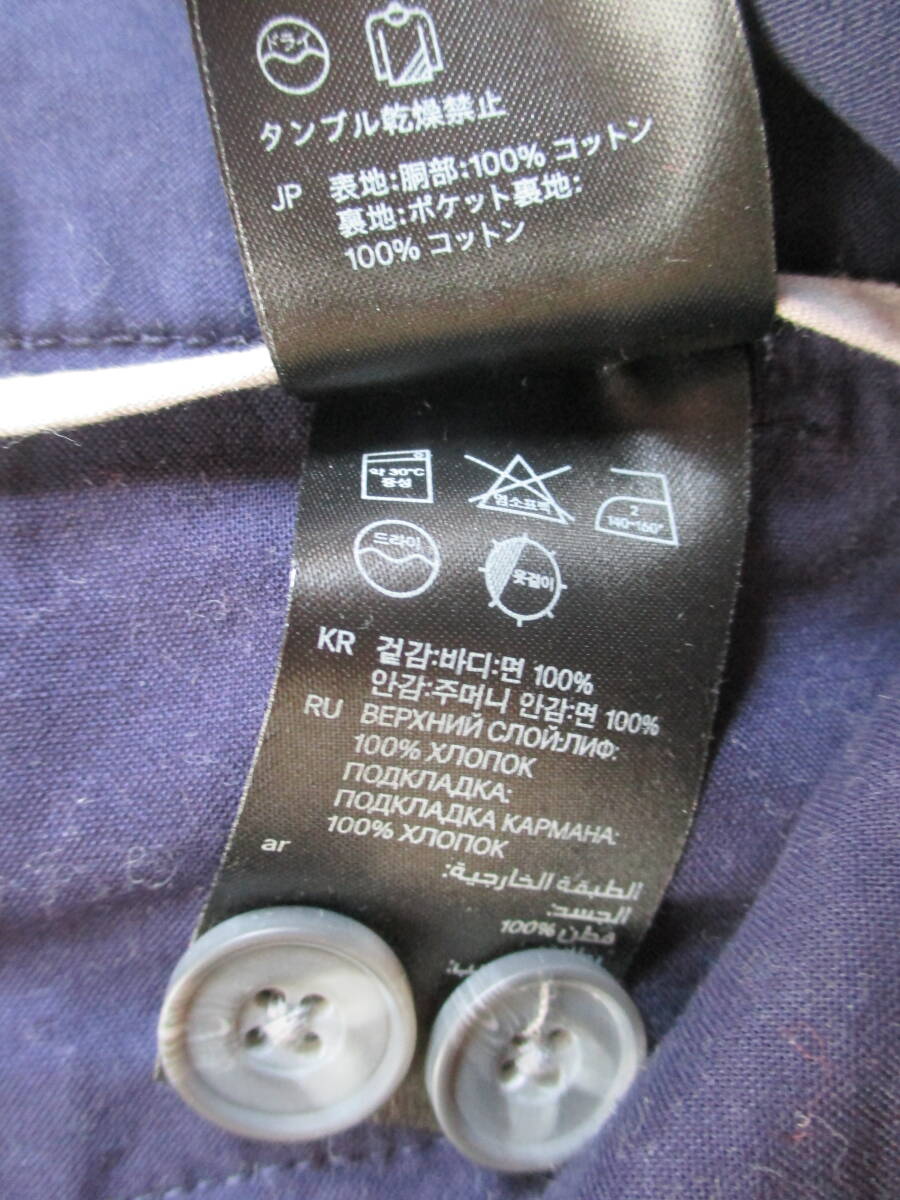 ドライ
タンブル乾燥禁止
JP 表地:胴部:100% コットン
裏地:ポケット裏地:
100% コットン
약 30℃
중성
염소표백
2
140~160°
드라이
옷걸이
KR 겉감:바디:면 100%
안감:주머니 안감:면 100%
RU ВЕРХНИЙ СЛОЙ:ЛИФ:
100% ХЛОПОК
ПОДКЛАДКА:
ПОДКЛАДКА КАРМАНА:
100% ХЛОПОК
ar الطبقة الخارجية:
الجسد:
قطن 100%